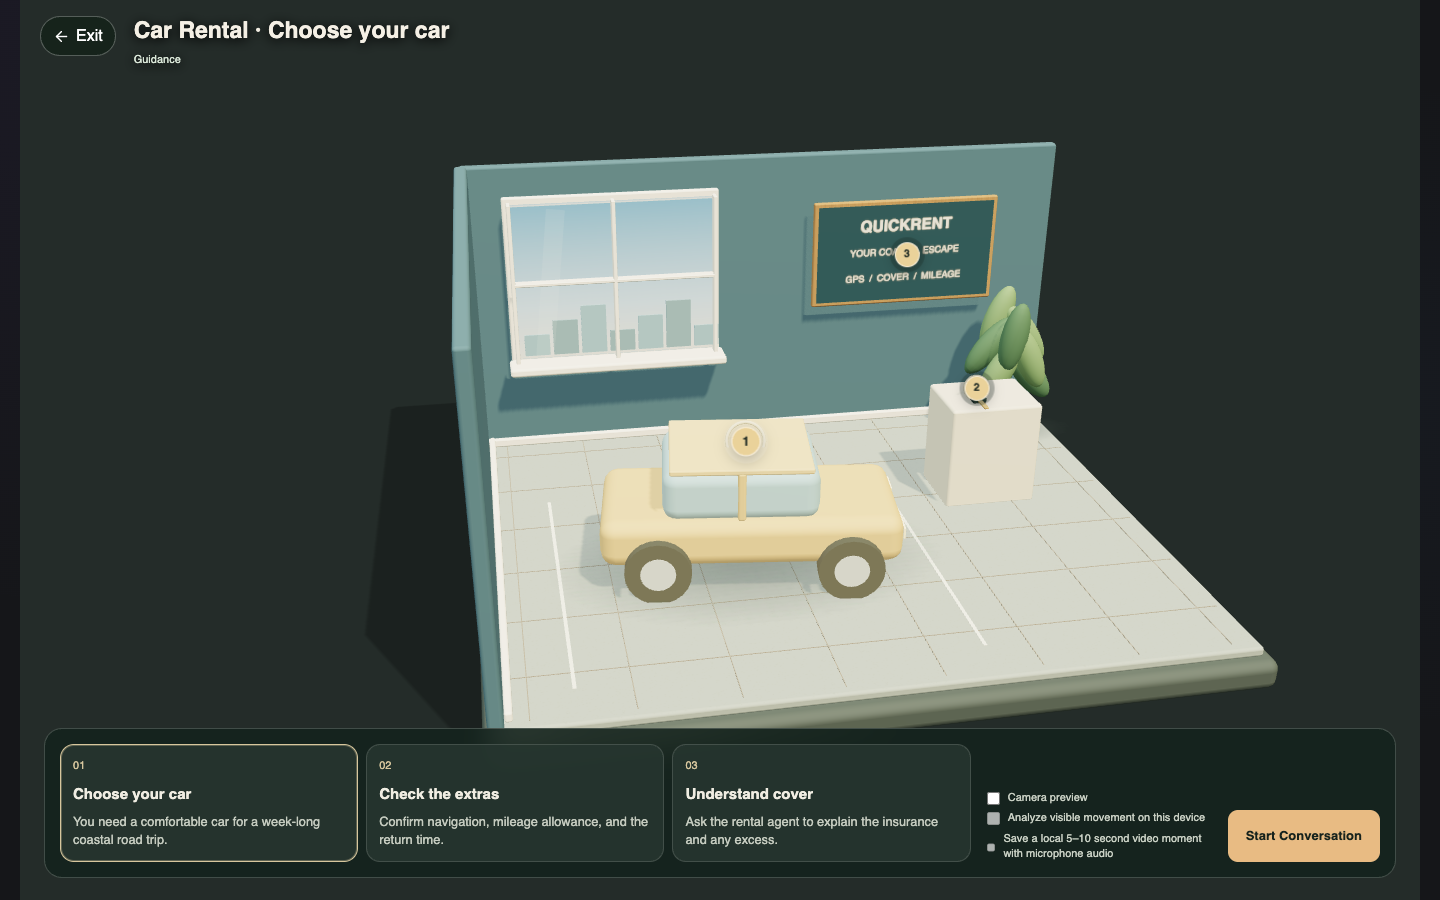 Exit
Car Rental · Choose your car
Guidance
QUICKRENT
YOUR ESCAPE
3
GPS / COVER / MILEAGE
2
1
01
Choose your car
You need a comfortable car for a week-long
coastal road trip.
02
Check the extras
Confirm navigation, mileage allowance, and the
return time.
03
Understand cover
Ask the rental agent to explain the insurance
and any excess.
Camera preview
Analyze visible movement on this device
Save a local 5–10 second video moment
with microphone audio
Start Conversation